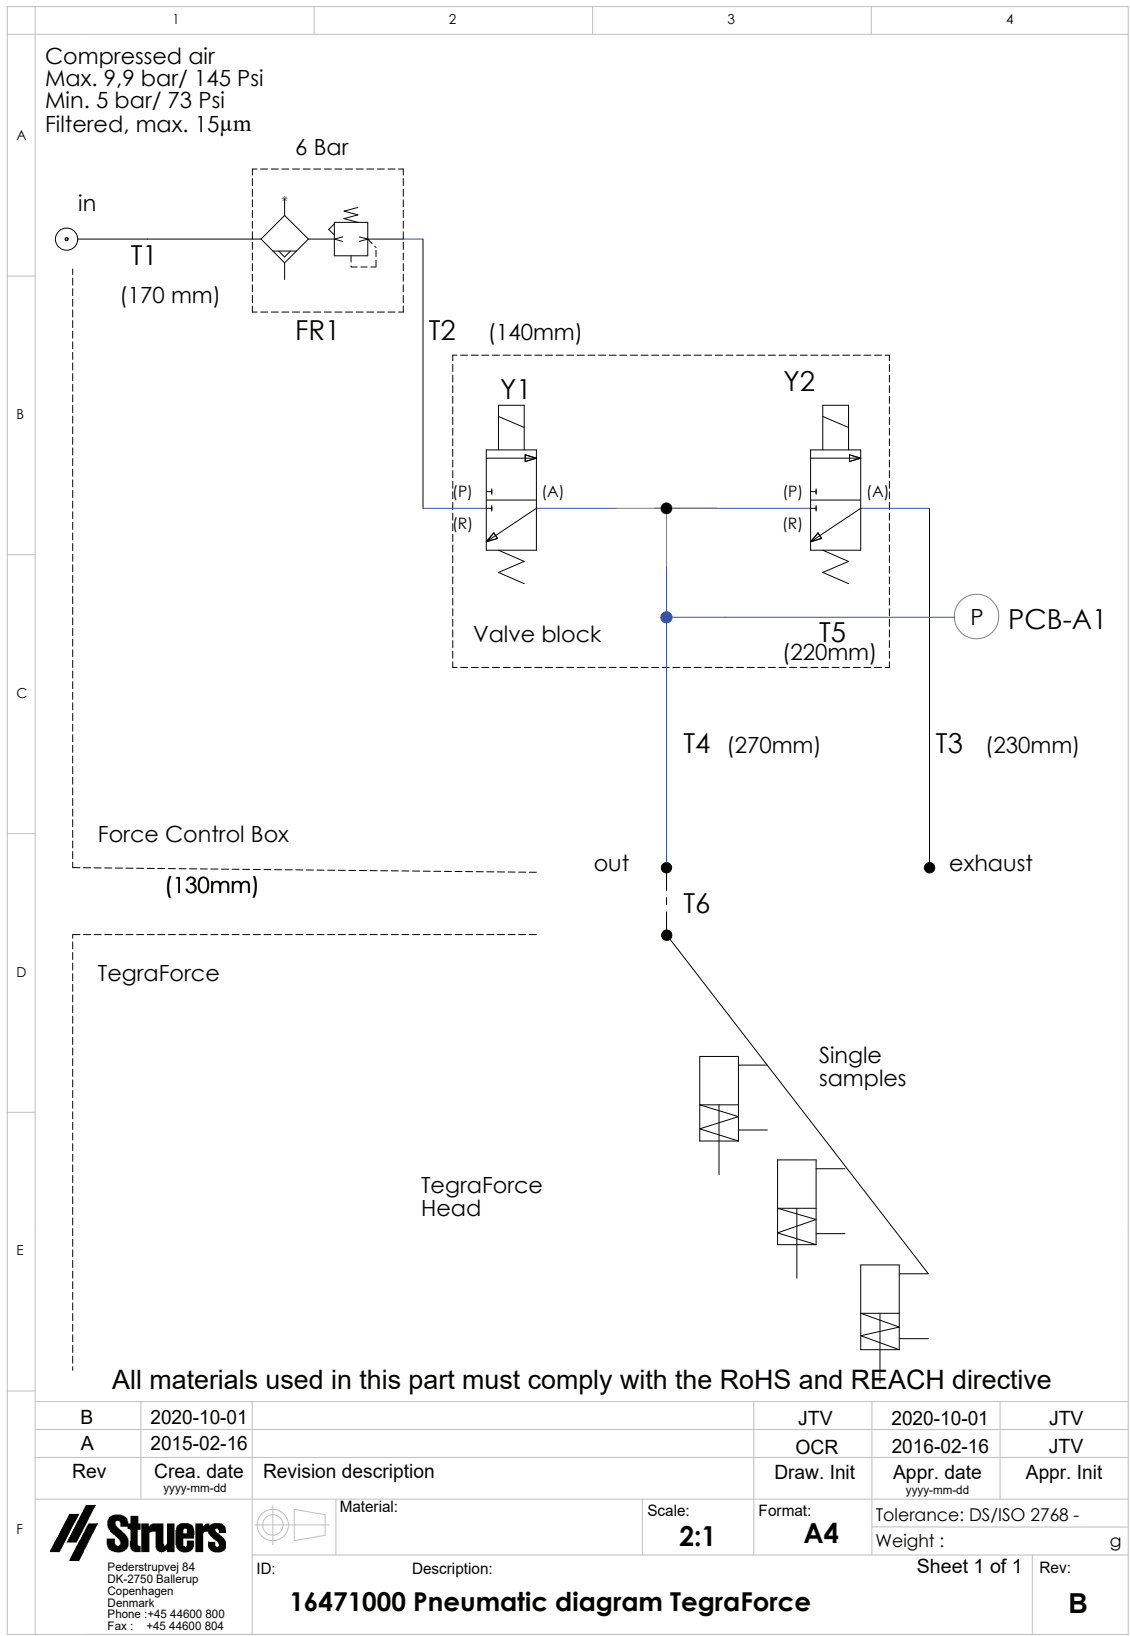 1 2 3 4
Compressed air
Max. 9,9 bar/ 145 Psi
Min. 5 bar/ 73 Psi
Filtered, max. 15μm
A
6 Bar
in
T1
(170 mm)
FR1
T2 (140mm)
Y1
Y2
B
(P) (A) (P) (A)
(R) (R)
P PCB-A1
Valve block
T5
(220mm)
C
T4 (270mm)
T3 (230mm)
Force Control Box
out
exhaust
(130mm)
T6
D
TegraForce
Single
samples
TegraForce
Head
E
All materials used in this part must comply with the RoHS and REACH directive
B 2020-10-01 JTV 2020-10-01 JTV
A 2015-02-16 OCR 2016-02-16 JTV
Rev Crea. date Revision description Draw. Init Appr. date Appr. Init
yyyy-mm-dd yyyy-mm-dd
F
Struers
Material:
Scale:
2:1
Format:
A4
Tolerance: DS/ISO 2768 -
Weight : g
Pederstrupvej 84
DK-2750 Ballerup
Copenhagen
Denmark
Phone :+45 44600 800
Fax : +45 44600 804
ID: Description:
16471000 Pneumatic diagram TegraForce
Sheet 1 of 1
Rev:
B